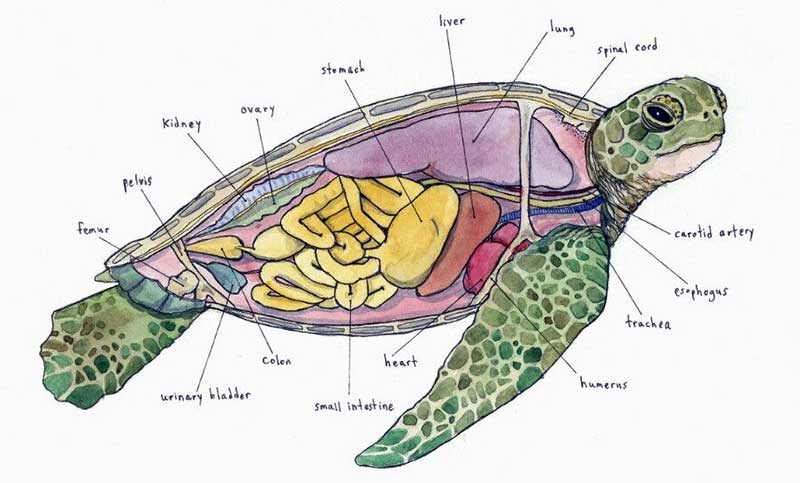 liver
lung
spinal cord
stomach
ovary
Kidney
pelvis
femur
carotid artery
esophogus
trachea
humerus
heart
colon
urinary bladder
small intestine